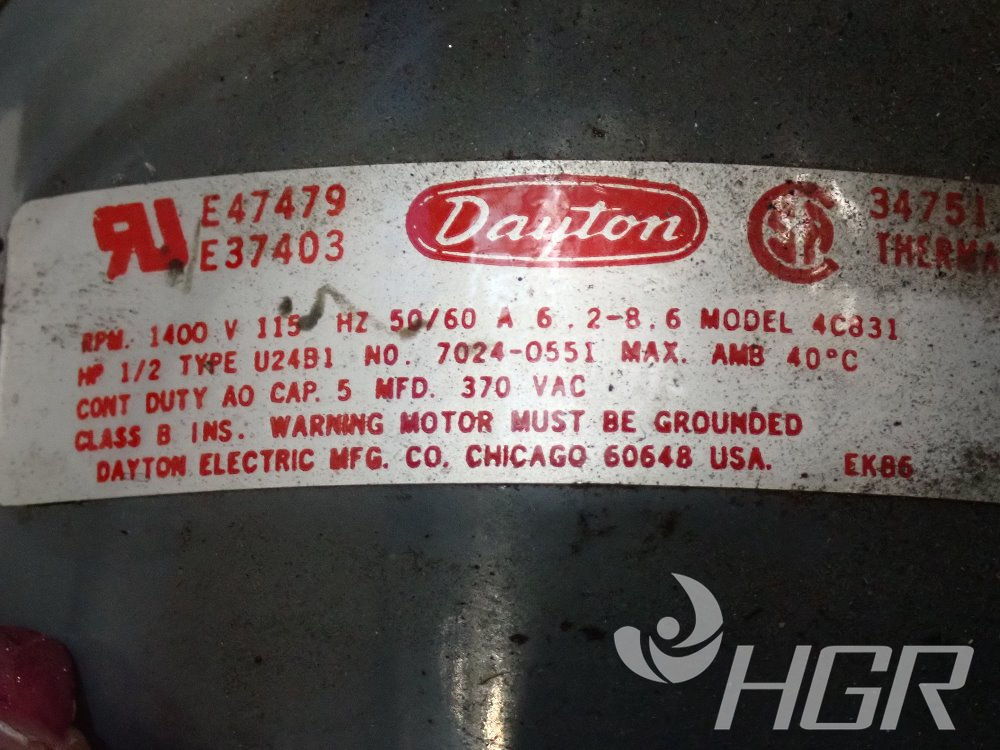 E47479
E37403
Dayton
34751
RPM. 1400 V 115 HZ 50/60 A 6.2-8.6 MODEL 4C831
HP 1/2 TYPE U24B1 NO. 7024-0551 MAX. AMB 40°C
CONT DUTY AO CAP. 5 MFD. 370 VAC
CLASS B INS. WARNING MOTOR MUST BE GROUNDED
DAYTON ELECTRIC MFG. CO. CHICAGO 60648 USA. EK86
HGR